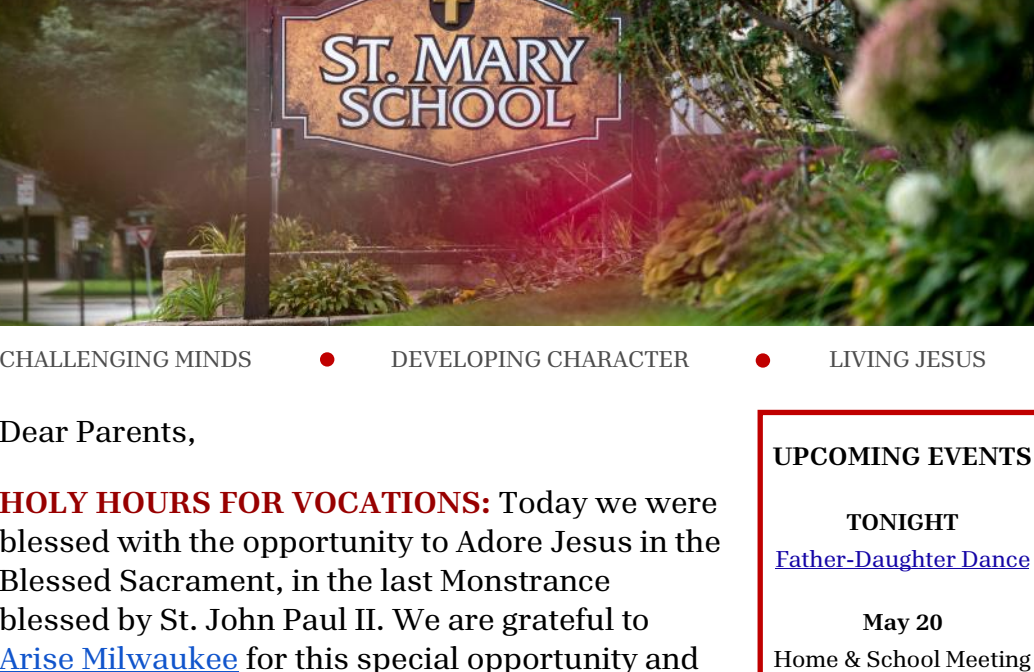 ST. MARY
SCHOOL
CHALLENGING MINDS ● DEVELOPING CHARACTER ● LIVING JESUS
Dear Parents,
HOLY HOURS FOR VOCATIONS: Today we were
blessed with the opportunity to Adore Jesus in the
Blessed Sacrament, in the last Monstrance
blessed by St. John Paul II. We are grateful to
Arise Milwaukee for this special opportunity and
UPCOMING EVENTS
TONIGHT
Father-Daughter Dance
May 20
Home & School Meeting